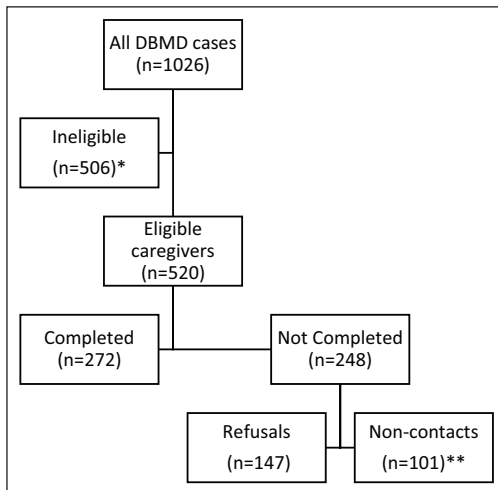 All DBMD cases
(n=1026)
Ineligible
(n=506)*
Eligible
caregivers
(n=520)
Completed
(n=272)
Not Completed
(n=248)
Refusals
(n=147)
Non-contacts
(n=101)**